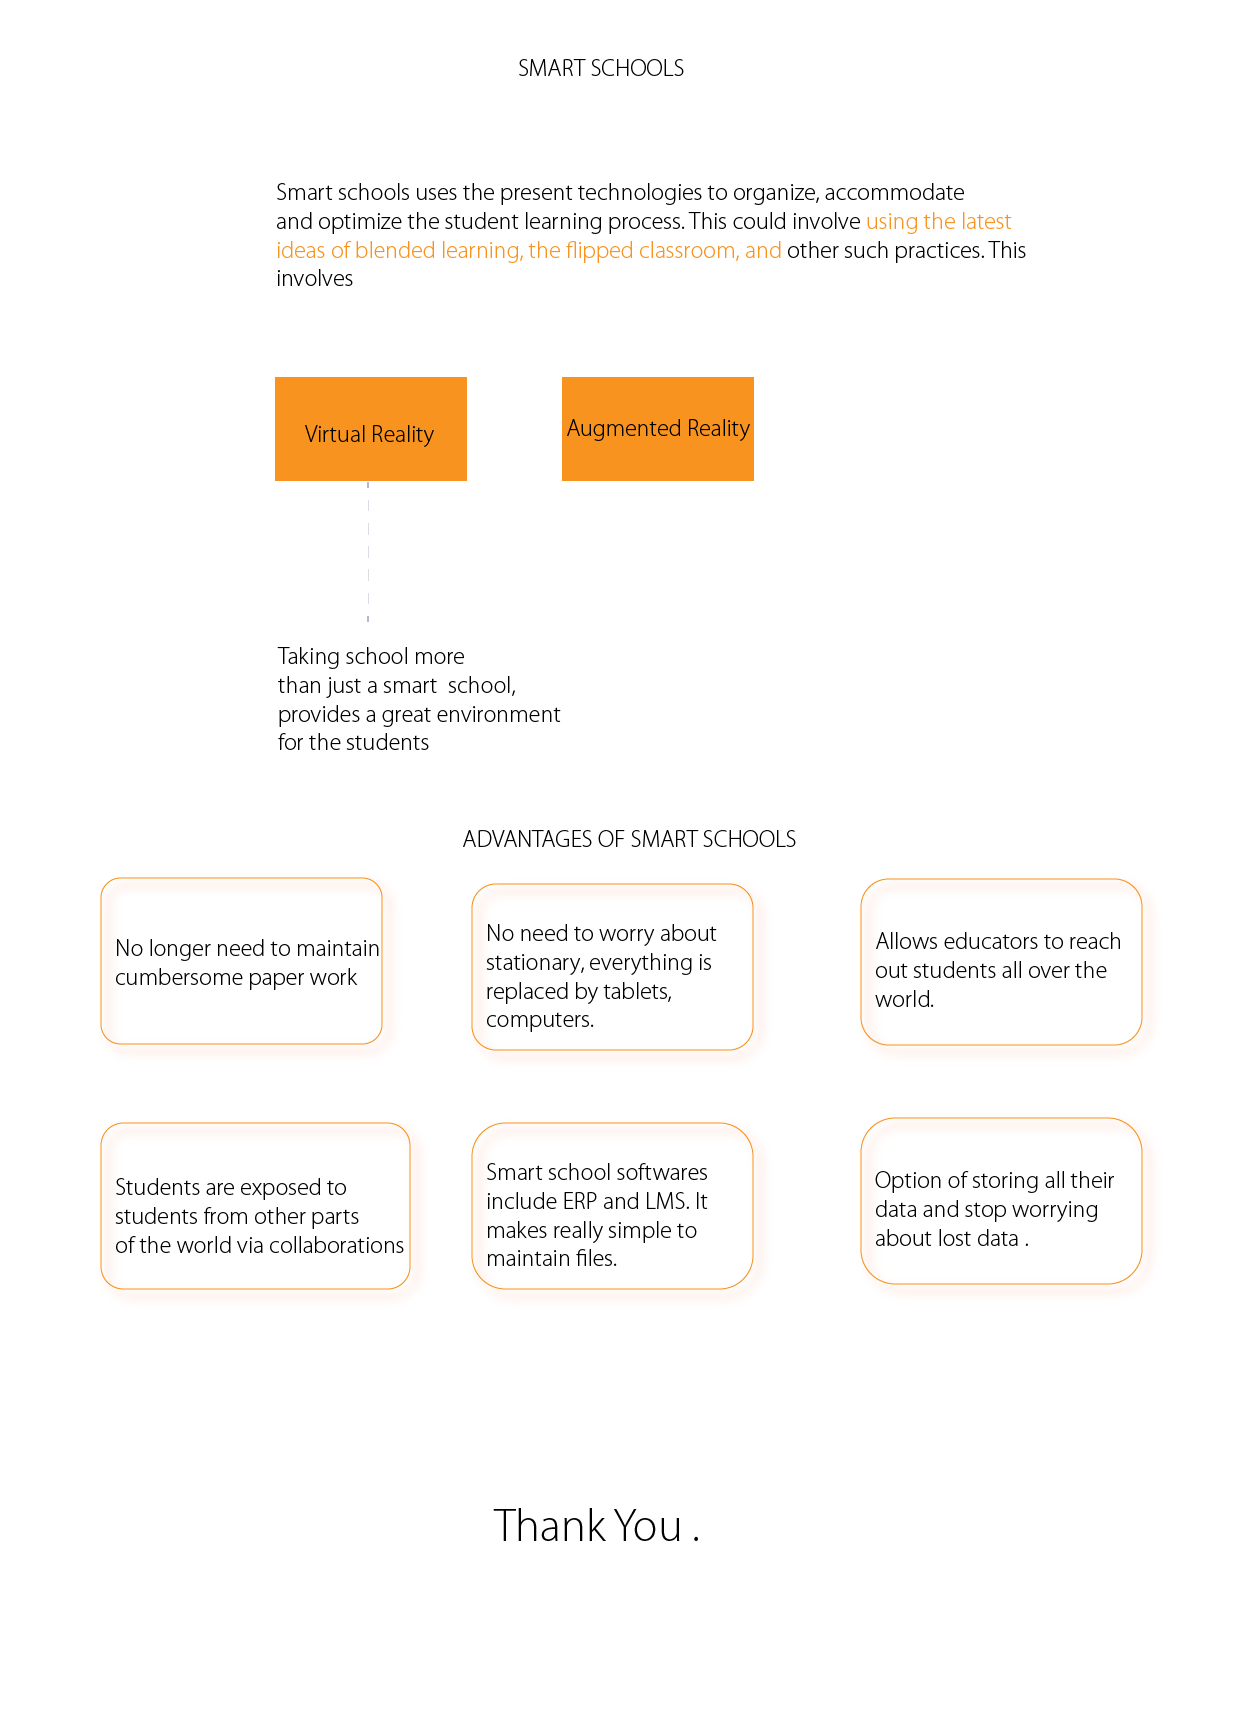 SMART SCHOOLS
Smart schools uses the present technologies to organize, accommodate
and optimize the student learning process. This could involve using the latest
ideas of blended learning, the flipped classroom, and other such practices. This
involves
Virtual Reality
Augmented Reality
Taking school more
than just a smart  school,
provides a great environment
for the students
ADVANTAGES OF SMART SCHOOLS
No longer need to maintain
cumbersome paper work
No need to worry about
stationary, everything is
replaced by tablets,
computers.
Allows educators to reach
out students all over the
world.
Students are exposed to
students from other parts
of the world via collaborations
Smart school softwares
include ERP and LMS. It
makes really simple to
maintain files.
Option of storing all their
data and stop worrying
about lost data .
Thank You .